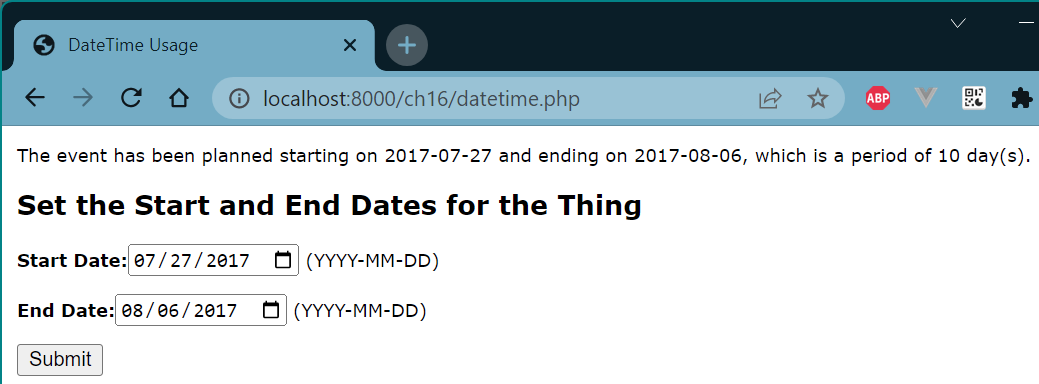 DateTime Usage
localhost:8000/ch16/datetime.php
ABP
The event has been planned starting on 2017-07-27 and ending on 2017-08-06, which is a period of 10 day(s).
Set the Start and End Dates for the Thing
Start Date: 07/27/2017 (YYYY-MM-DD)
End Date: 08/06/2017 (YYYY-MM-DD)
Submit